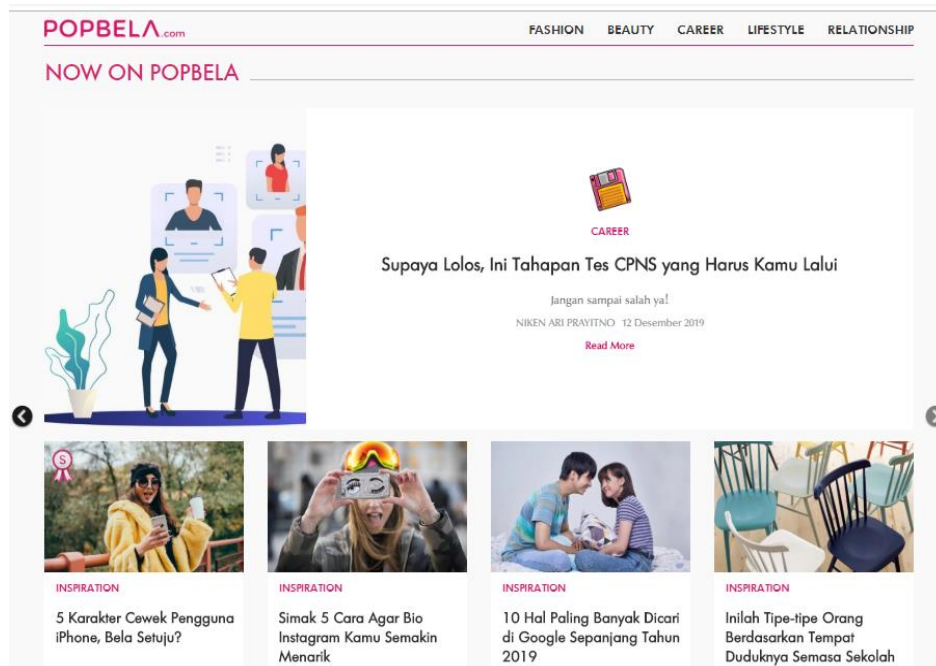 POPBELA.com
FASHION BEAUTY CAREER LIFESTYLE RELATIONSHIP
NOW ON POPBELA
CAREER
Supaya Lolos, Ini Tahapan Tes CPNS yang Harus Kamu Lalui
Jangan sampai salah ya!
NIKEN ARI PRAYITNO 12 Desember 2019
Read More
S
INSPIRATION
5 Karakter Cewek Pengguna
iPhone, Bela Setuju?
INSPIRATION
Simak 5 Cara Agar Bio
Instagram Kamu Semakin
Menarik
INSPIRATION
10 Hal Paling Banyak Dicari
di Google Sepanjang Tahun
2019
INSPIRATION
Inilah Tipe-tipe Orang
Berdasarkan Tempat
Duduknya Semasa Sekolah